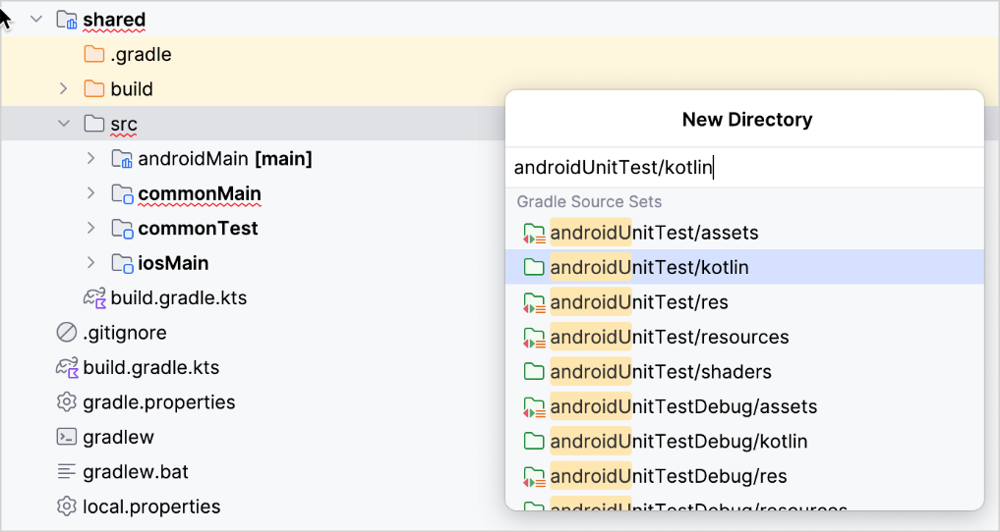 shared
.gradle
build
src
androidMain [main]
commonMain
commonTest
iosMain
build.gradle.kts
.gitignore
build.gradle.kts
gradle.properties
gradlew
gradlew.bat
local.properties
New Directory
androidUnitTest/kotlin
Gradle Source Sets
androidUnitTest/assets
androidUnitTest/kotlin
androidUnitTest/res
androidUnitTest/resources
androidUnitTest/shaders
androidUnitTestDebug/assets
androidUnitTestDebug/kotlin
androidUnitTestDebug/res
androidUnitTestDebug/resources